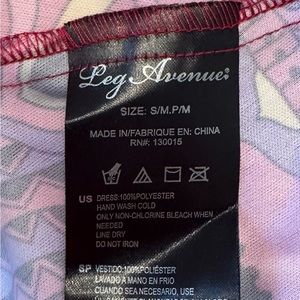 Leg Avenue®
SIZE: S/M.P/M
MADE IN/FABRIQUE EN: CHINA
RN#: 130015
US DRESS:100%POLYESTER
HAND WASH COLD
ONLY NON-CHLORINE BLEACH WHEN
NEEDED
LINE DRY
DO NOT IRON
SP VESTIDO:100%POLIÉSTER
LAVADO A MANO EN FRIO
CUANDO SEA NECESARIO, USE